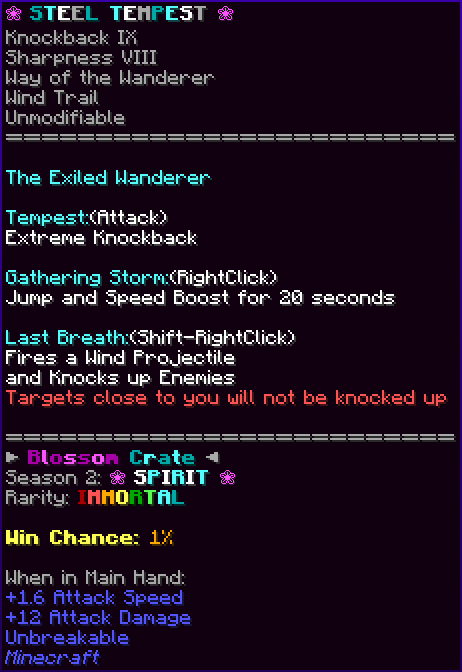 ❀ STEEL TEMPEST ❀
Knockback IX
Sharpness VIII
Way of the Wanderer
Wind Trail
Unmodifiable
============================
The Exiled Wanderer
Tempest:(Attack)
Extreme Knockback
Gathering Storm:(RightClick)
Jump and Speed Boost for 20 seconds
Last Breath:(Shift-RightClick)
Fires a Wind Projectile
and Knocks up Enemies
Targets close to you will not be knocked up
============================
► Blossom Crate ◄
Season 2: ❀ SPIRIT ❀
Rarity: IMMORTAL
Win Chance: 1%
When in Main Hand:
+1.6 Attack Speed
+12 Attack Damage
Unbreakable
Minecraft